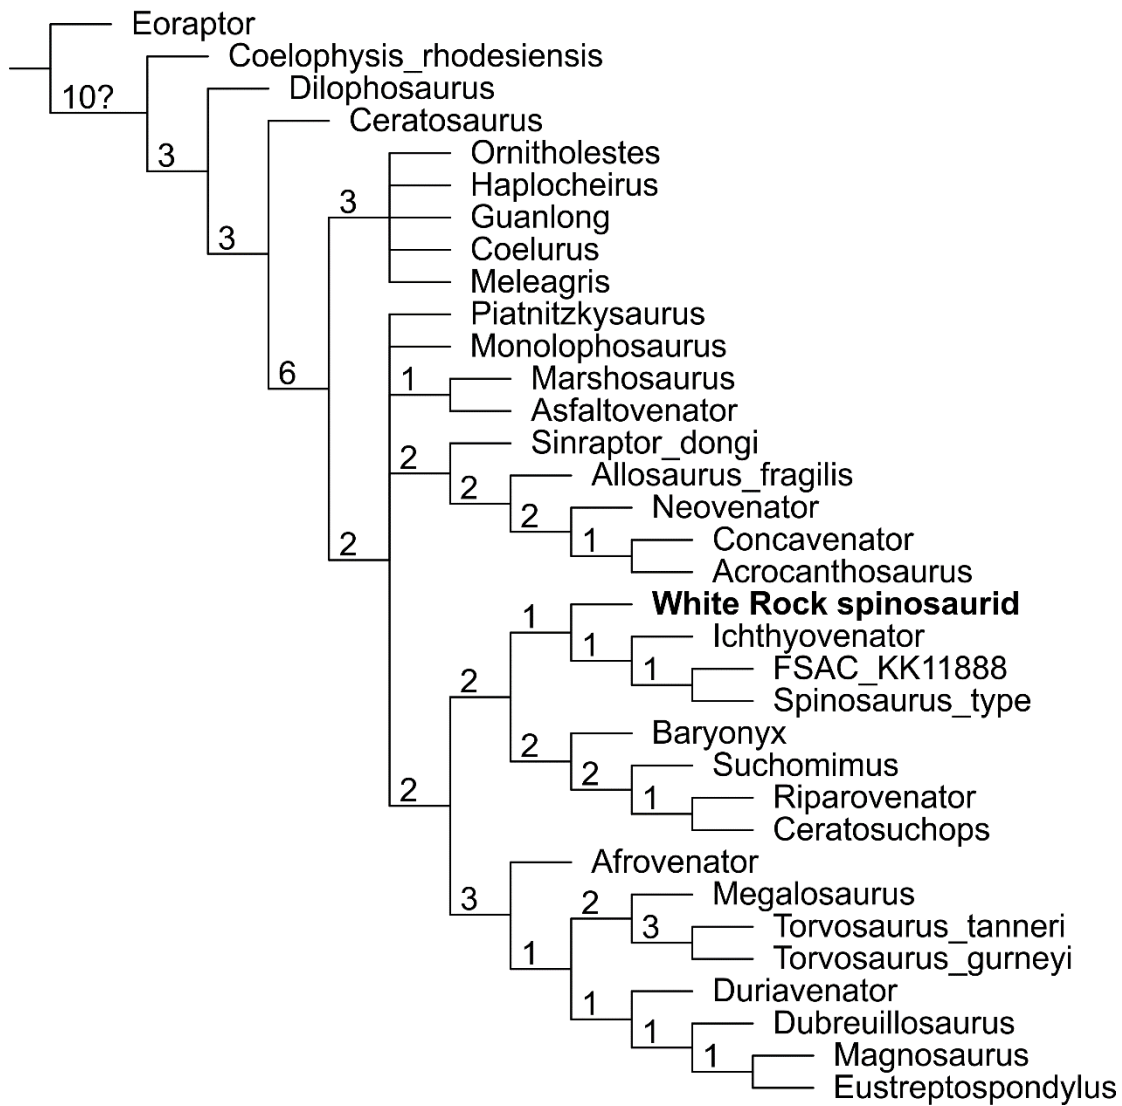 Eoraptor
10?
Coelophysis_rhodesiensis
Dilophosaurus
3
Ceratosaurus
3
Ornitholestes
Haplocheirus
3
Guanlong
Coelurus
Meleagris
Piatnitzkysaurus
Monolophosaurus
6
1
Marshosaurus
Asfaltovenator
Sinraptor_dongi
2
Allosaurus_fragilis
2
Neovenator
2
Concavenator
1
2
Acrocanthosaurus
White Rock spinosaurid
1
Ichthyovenator
1
FSAC_KK11888
1
2
Spinosaurus_type
Baryonyx
2
Suchomimus
2
Riparovenator
1
2
Ceratosuchops
Afrovenator
3
Megalosaurus
2
Torvosaurus_tanneri
3
1
Torvosaurus_gurneyi
Duriavenator
1
Dubreuillosaurus
1
Magnosaurus
1
Eustreptospondylus